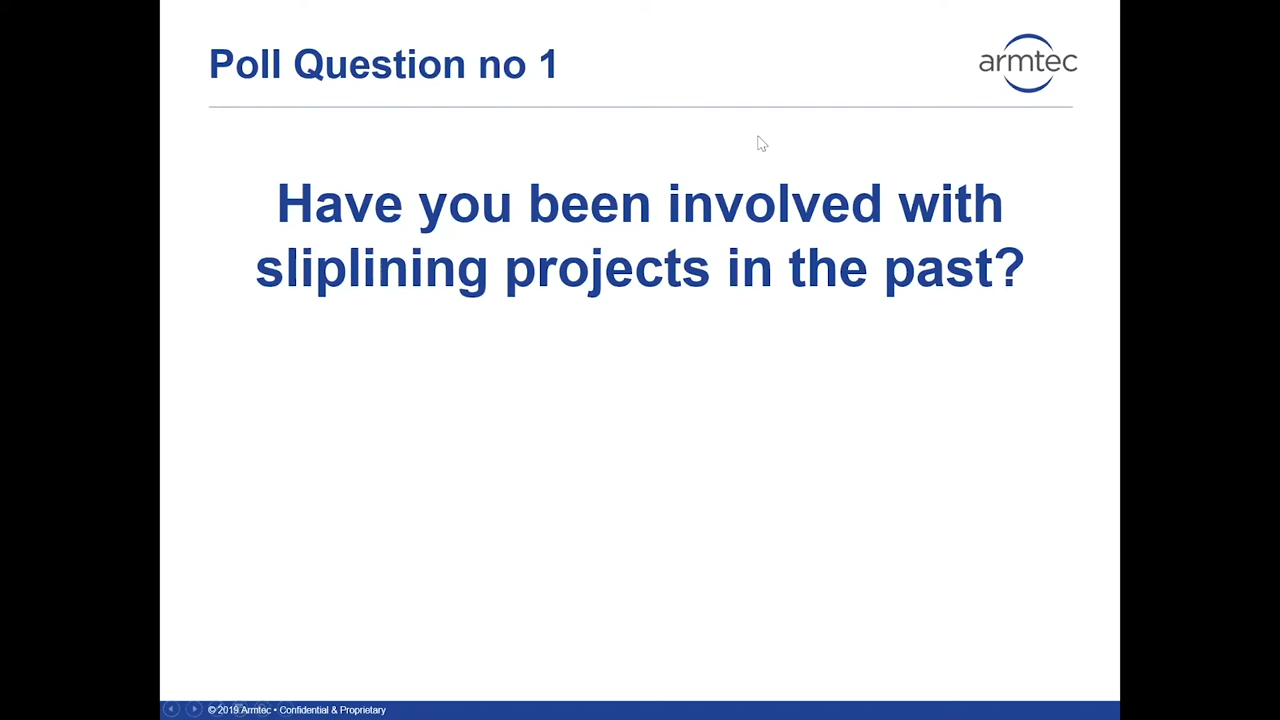 Poll Question no 1
armtec
Have you been involved with
sliplining projects in the past?
© 2019 Armtec • Confidential & Proprietary